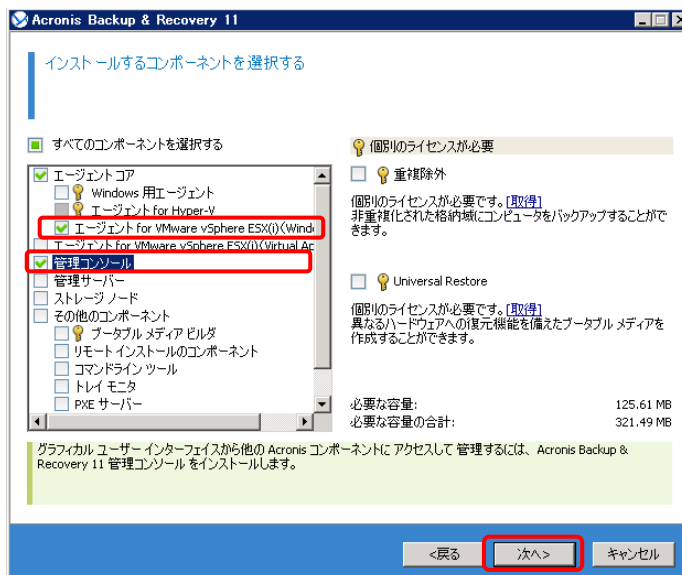 Acronis Backup & Recovery 11
インストールするコンポーネントを選択する
すべてのコンポーネントを選択する
エージェント コア
Windows 用エージェント
エージェント for Hyper-V
エージェント for VMware vSphere ESX(i)(Wind
エージェント for VMware vSphere ESX(i)(Virtual Ap
管理コンソール
管理サーバー
ストレージ ノード
その他のコンポーネント
ブータブル メディア ビルダ
リモート インストールのコンポーネント
コマンドライン ツール
トレイ モニタ
PXE サーバー
個別のライセンスが必要
重複除外
個別のライセンスが必要です。[取得]
非重複化された格納域にコンピュータをバックアップすることがで
きます。
Universal Restore
個別のライセンスが必要です。[取得]
異なるハードウェアへの復元機能を備えたブータブル メディアを
作成することができます。
必要な容量: 125.61 MB
必要な容量の合計: 321.49 MB
グラフィカル ユーザー インターフェイスから他の Acronis コンポーネントに アクセスして 管理するには、Acronis Backup &
Recovery 11 管理コンソール をインストールします。
<戻る 次へ> キャンセル